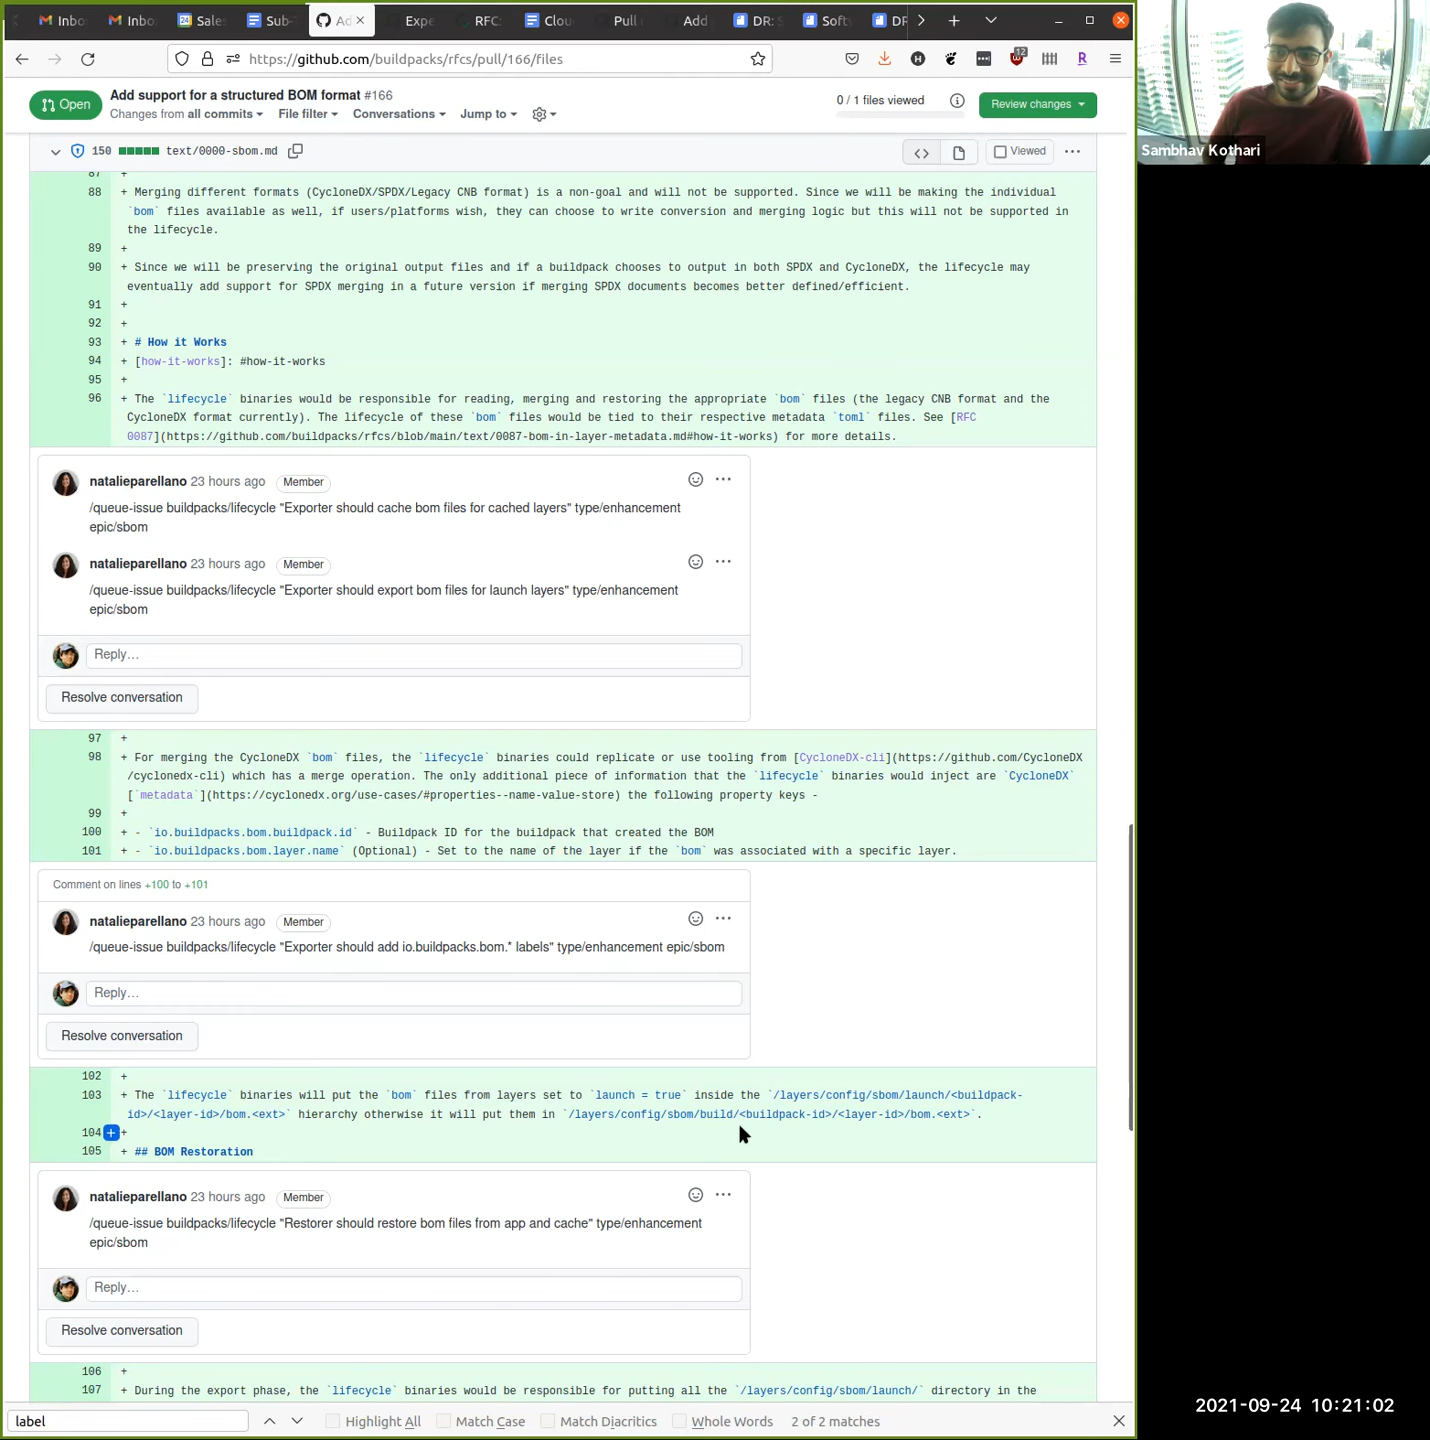 Inbo Inbo Sales Sub- Ad Expe RFC: Clou Pull Add DR: S Soft DR
https://github.com/buildpacks/rfcs/pull/166/files
12
Open
Add support for a structured BOM format #166
Changes from all commits File filter Conversations Jump to
0 / 1 files viewed
Review changes
150 text/0000-sbom.md
Viewed
87 +
88 + Merging different formats (CycloneDX/SPDX/Legacy CNB format) is a non-goal and will not be supported. Since we will be making the individual
`bom` files available as well, if users/platforms wish, they can choose to write conversion and merging logic but this will not be supported in
the lifecycle.
89 +
90 + Since we will be preserving the original output files and if a buildpack chooses to output in both SPDX and CycloneDX, the lifecycle may
eventually add support for SPDX merging in a future version if merging SPDX documents becomes better defined/efficient.
91 +
92 +
93 + # How it Works
94 + [how-it-works]: #how-it-works
95 +
96 + The `lifecycle` binaries would be responsible for reading, merging and restoring the appropriate `bom` files (the legacy CNB format and the
CycloneDX format currently). The lifecycle of these `bom` files would be tied to their respective metadata `toml` files. See [RFC
0087](https://github.com/buildpacks/rfcs/blob/main/text/0087-bom-in-layer-metadata.md#how-it-works) for more details.
natalieparellano 23 hours ago Member
/queue-issue buildpacks/lifecycle "Exporter should cache bom files for cached layers" type/enhancement
epic/sbom
natalieparellano 23 hours ago Member
/queue-issue buildpacks/lifecycle "Exporter should export bom files for launch layers" type/enhancement
epic/sbom
Reply...
Resolve conversation
97 +
98 + For merging the CycloneDX `bom` files, the `lifecycle` binaries could replicate or use tooling from [CycloneDX-cli](https://github.com/CycloneDX
/cyclonedx-cli) which has a merge operation. The only additional piece of information that the `lifecycle` binaries would inject are `CycloneDX`
[`metadata`](https://cyclonedx.org/use-cases/#properties--name-value-store) the following property keys -
99 +
100 + - `io.buildpacks.bom.buildpack.id` - Buildpack ID for the buildpack that created the BOM
101 + - `io.buildpacks.bom.layer.name` (Optional) - Set to the name of the layer if the `bom` was associated with a specific layer.
Comment on lines +100 to +101
natalieparellano 23 hours ago Member
/queue-issue buildpacks/lifecycle "Exporter should add io.buildpacks.bom.* labels" type/enhancement epic/sbom
Reply...
Resolve conversation
102 +
103 + The `lifecycle` binaries will put the `bom` files from layers set to `launch = true` inside the `/layers/config/sbom/launch/<buildpack-
id>/<layer-id>/bom.<ext>` hierarchy otherwise it will put them in `/layers/config/sbom/build/<buildpack-id>/<layer-id>/bom.<ext>`.
104 +
105 + ## BOM Restoration
natalieparellano 23 hours ago Member
/queue-issue buildpacks/lifecycle "Restorer should restore bom files from app and cache" type/enhancement
epic/sbom
Reply...
Resolve conversation
106 +
107 + During the export phase, the `lifecycle` binaries would be responsible for putting all the `/layers/config/sbom/launch/` directory in the
label Highlight All Match Case Match Diacritics Whole Words 2 of 2 matches
Sambhav Kothari
2021-09-24 10:21:02